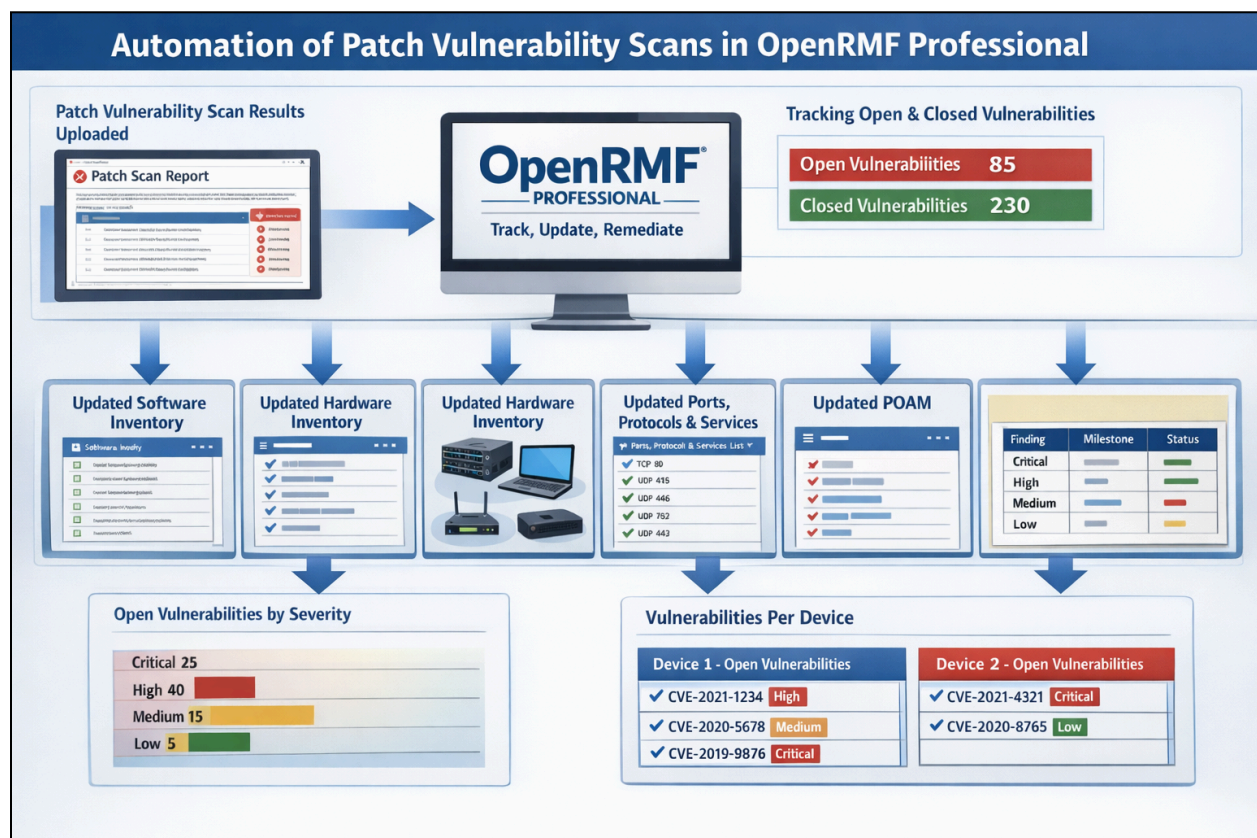 Automation of Patch Vulnerability Scans in OpenRMF Professional
Patch Vulnerability Scan Results
Uploaded
Patch Scan Report
OpenRMF®
PROFESSIONAL
Track, Update, Remediate
Tracking Open & Closed Vulnerabilities
Open Vulnerabilities 85
Closed Vulnerabilities 230
Updated Software
Inventory
Updated Hardware
Inventory
Updated Hardware
Inventory
Updated Ports,
Protocols & Services
Ports, Protocoli & Services List
TCP 80
UDP 415
UDP 446
UDP 762
UDP 443
Updated POAM
Finding Milestone Status
Critical
High
Medium
Low
Open Vulnerabilities by Severity
Critical 25
High 40
Medium 15
Low 5
Vulnerabilities Per Device
Device 1 - Open Vulnerabilities
CVE-2021-1234 High
CVE-2020-5678 Medium
CVE-2019-9876 Critical
Device 2 - Open Vulnerabilities
CVE-2021-4321 Critical
CVE-2020-8765 Low